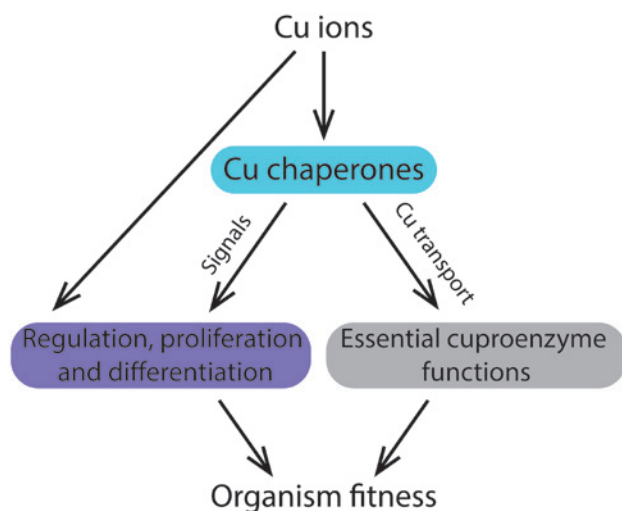 Cu ions
Cu chaperones
Signals
Cu transport
Regulation, proliferation
and differentiation
Essential cuproenzyme
functions
Organism fitness